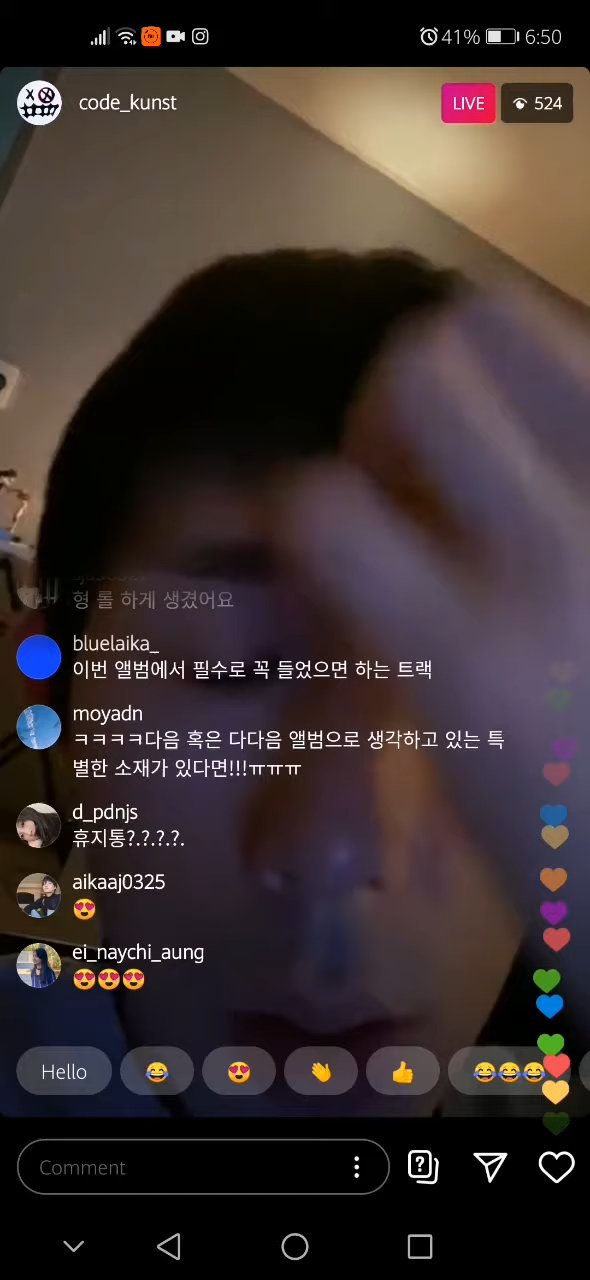 41% 6:50
code_kunst LIVE 524
형 롤 하게 생겼어요
bluelaika_
이번 앨범에서 필수로 꼭 들었으면 하는 트랙
moyadn
ㅋㅋㅋㅋ다음 혹은 다다음 앨범으로 생각하고 있는 특
별한 소재가 있다면!!!ㅠㅠㅠ
d_pdnjs
휴지통?.?.?.?.
aikaaj0325
😍
ei_naychi_aung
😍😍😍
Hello 😂 😍 👋 👍 😂😂😂
Comment